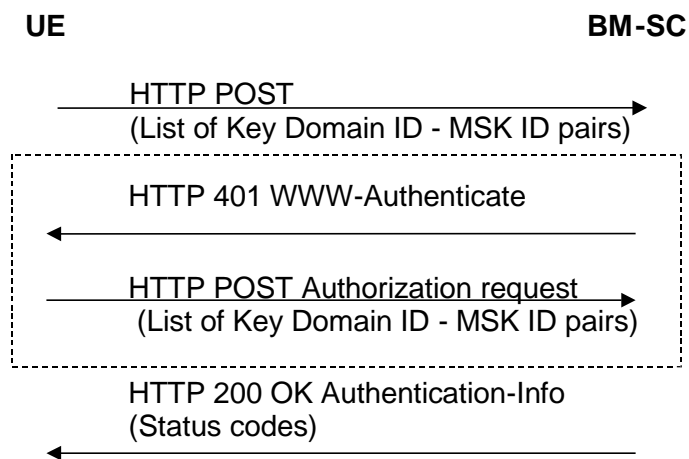 UE BM-SC
HTTP POST
(List of Key Domain ID - MSK ID pairs)
HTTP 401 WWW-Authenticate
HTTP POST Authorization request
(List of Key Domain ID - MSK ID pairs)
HTTP 200 OK Authentication-Info
(Status codes)